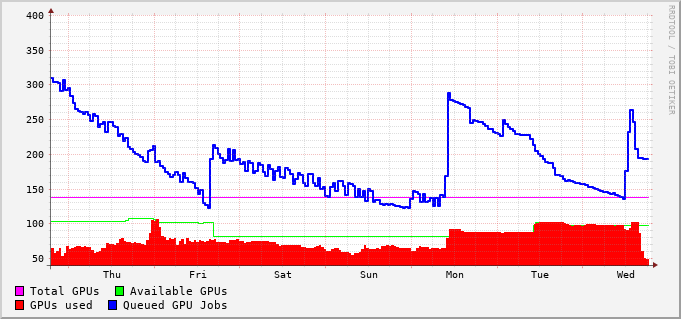 400
350
300
250
200
150
100
50
Thu Fri Sat Sun Mon Tue Wed
Total GPUs Available GPUs
GPUs used Queued GPU Jobs
RRDTOOL / TOBI OETIKER